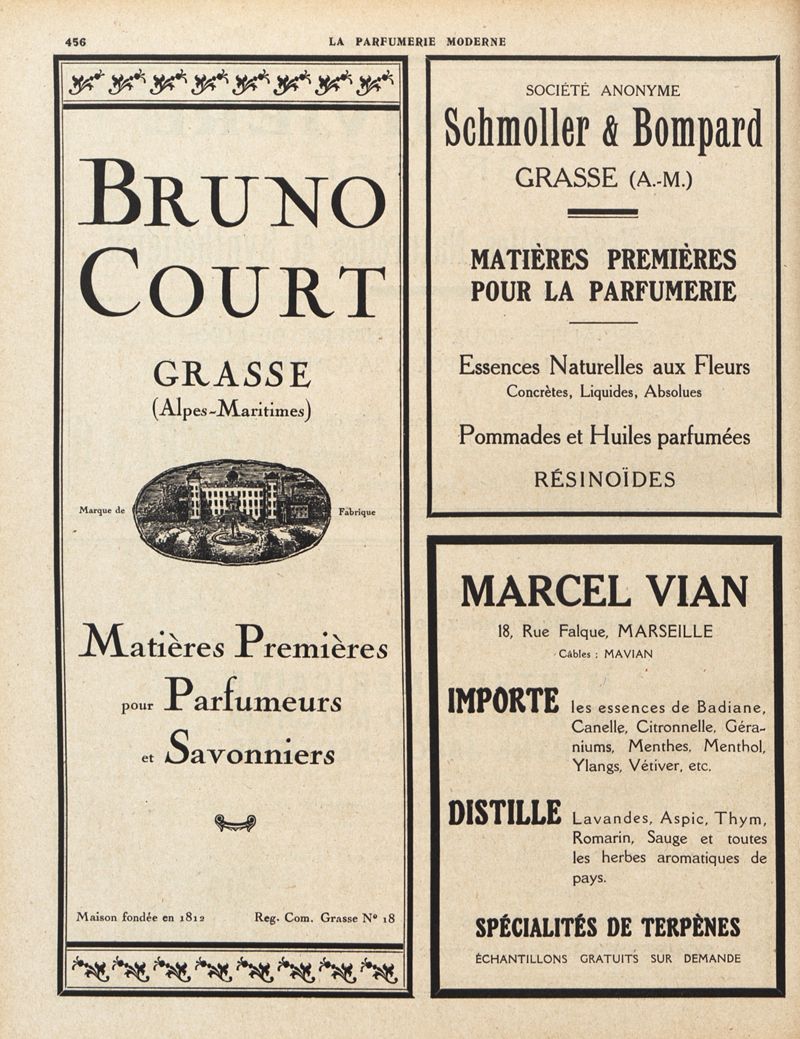 456
LA PARFUMERIE MODERNE
BRUNO
COURT
GRASSE
(Alpes-Maritimes)
Marque de
Fabrique
Matières Premières
pour Parfumeurs
et Savonniers
Maison fondée en 1812
Reg. Com. Grasse Nº 18
SOCIÉTÉ ANONYME
Schmoller & Bompard
GRASSE (A.-M.)
MATIÈRES PREMIÈRES
POUR LA PARFUMERIE
Essences Naturelles aux Fleurs
Concrètes, Liquides, Absolues
Pommades et Huiles parfumées
RÉSINOÏDES
MARCEL VIAN
18, Rue Falque, MARSEILLE
Câbles : MAVIAN
IMPORTE les essences de Badiane,
Canelle, Citronnelle, Géra-
niums, Menthes, Menthol,
Ylangs, Vétiver, etc.
DISTILLE Lavandes, Aspic, Thym,
Romarin, Sauge et toutes
les herbes aromatiques de
pays.
SPÉCIALITÉS DE TERPÈNES
ÉCHANTILLONS GRATUITS SUR DEMANDE